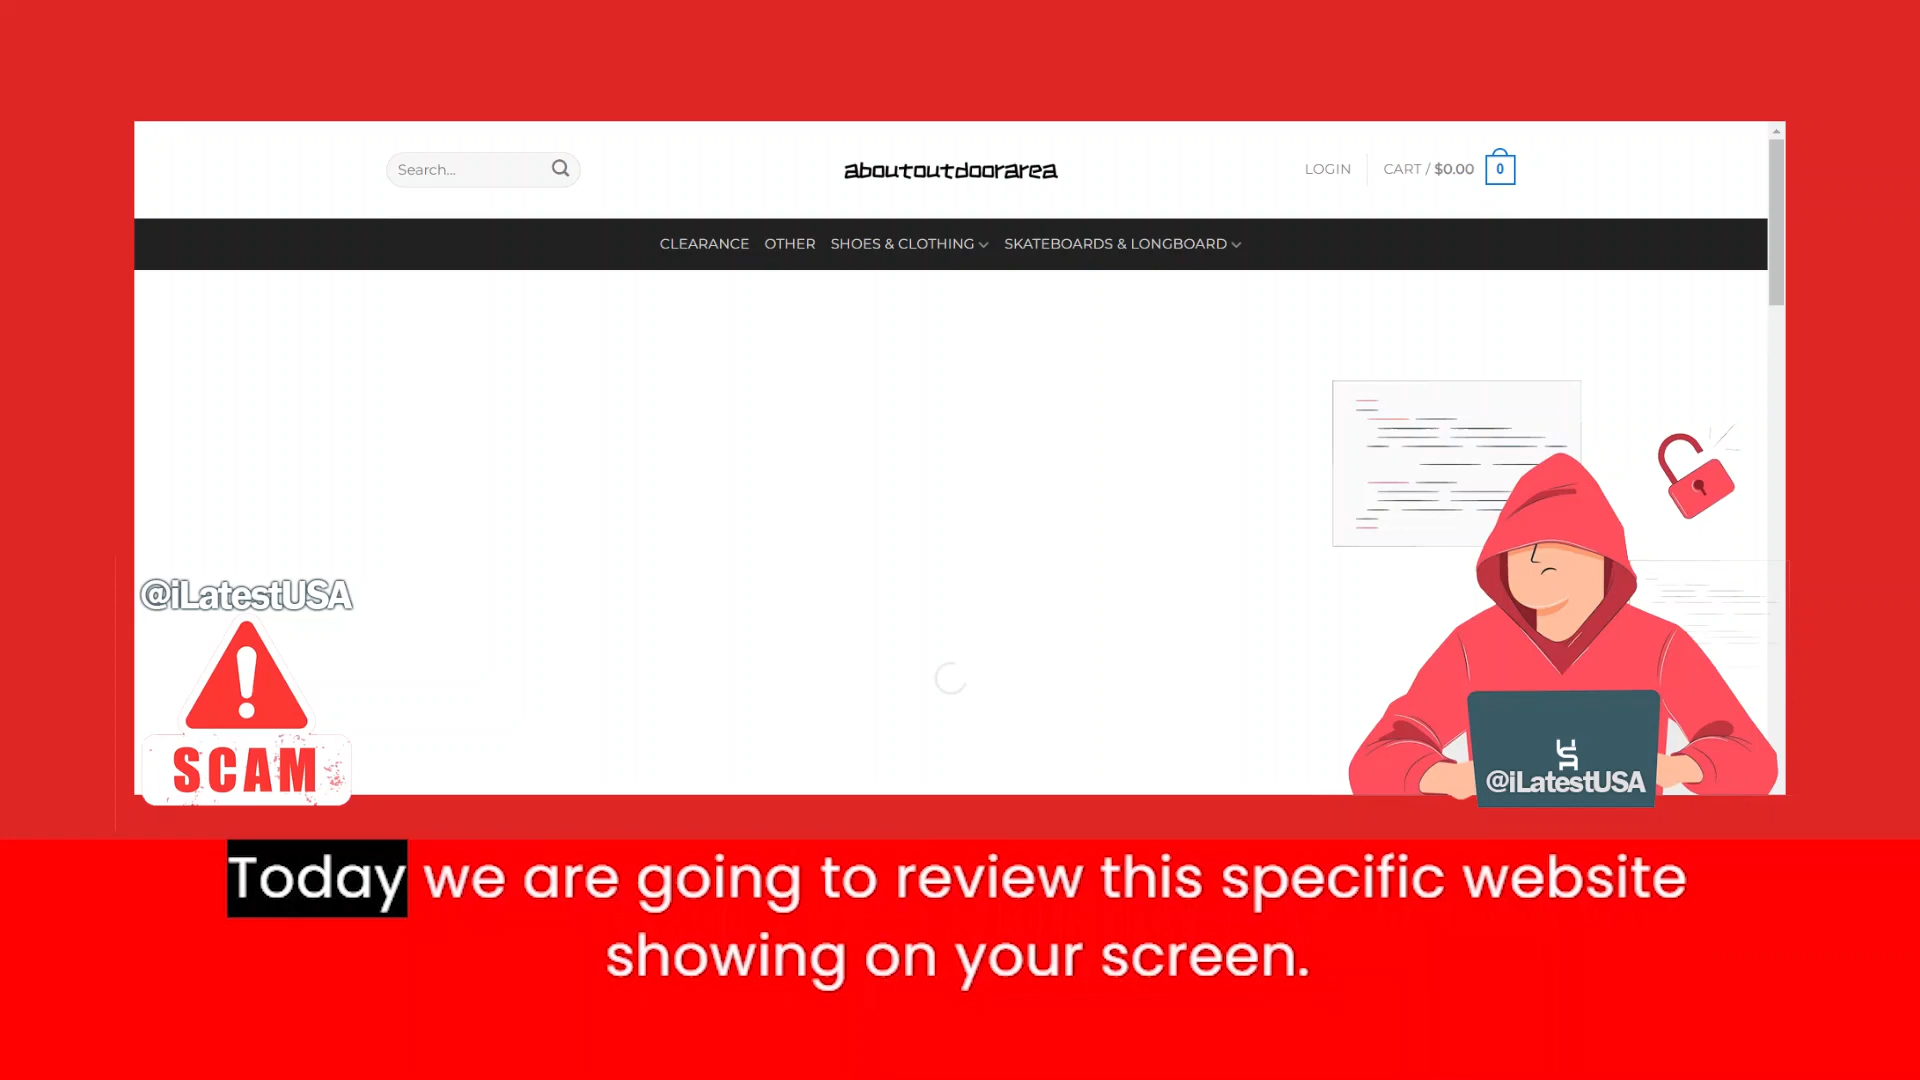 Search...
aboutoutdoorarea
LOGIN
CART / $0.00
0
CLEARANCE OTHER SHOES & CLOTHING SKATEBOARDS & LONGBOARD
@iLatestUSA
SCAM
@iLatestUSA
Today we are going to review this specific website
showing on your screen.